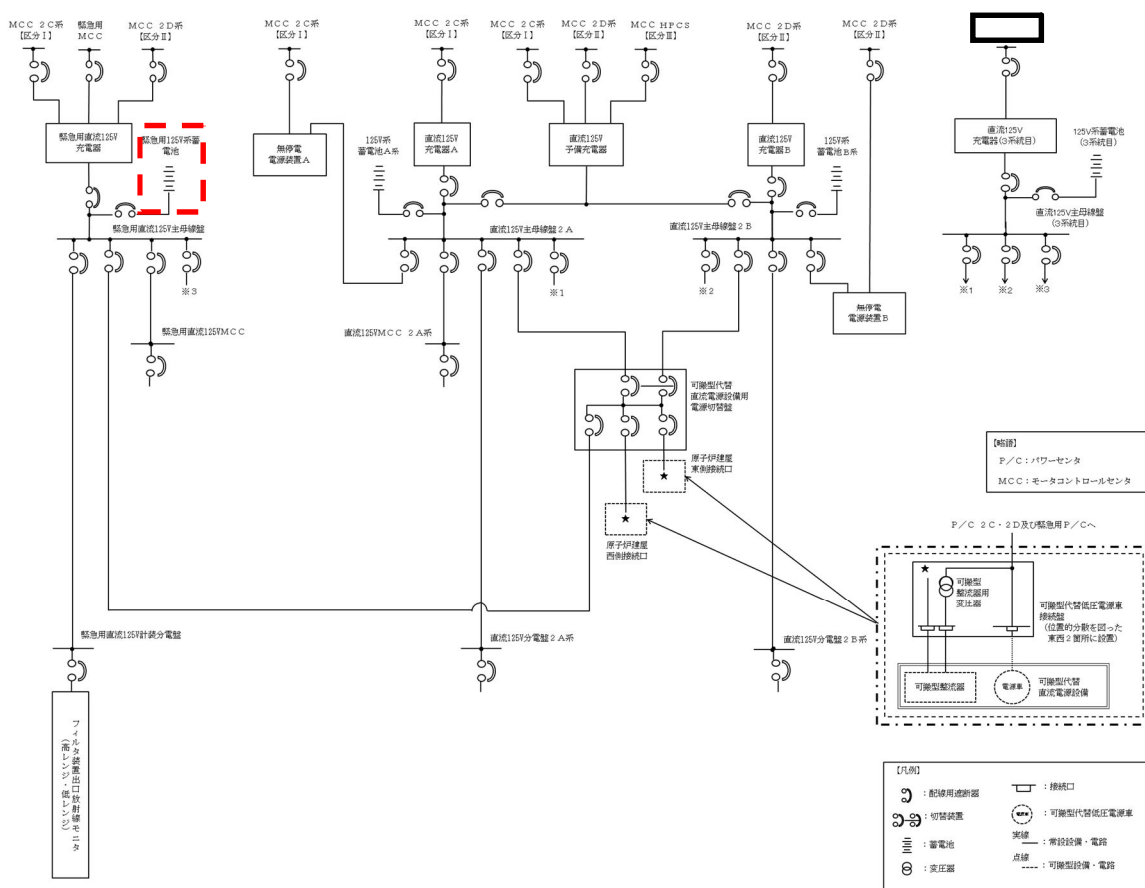 MCC 2C系
【区分Ⅰ】
緊急用
MCC
MCC 2D系
【区分Ⅱ】
MCC 2C系
【区分Ⅰ】
MCC 2C系
【区分Ⅰ】
MCC 2C系
【区分Ⅰ】
MCC 2D系
【区分Ⅱ】
MCC HPCS
【区分Ⅲ】
MCC 2D系
【区分Ⅱ】
MCC 2D系
【区分Ⅱ】
緊急用直流125V
充電器
緊急用125V系蓄
電池
無停電
電源装置A
125V系
蓄電池A系
直流125V
充電器A
直流125V
予備充電器
直流125V
充電器B
125V系
蓄電池B系
直流125V
充電器(3系統目)
125V系蓄電池
(3系統目)
緊急用直流125V主母線盤
直流125V主母線盤2A
直流125V主母線盤2B
直流125V主母線盤
(3系統目)
※3
※1
※2
※1
※2
※3
無停電
電源装置B
緊急用直流125VMCC
直流125VMCC 2A系
可搬型代替
直流電源設備用
電源切替盤
原子炉建屋
東側接続口
★
★
原子炉建屋
西側接続口
【略語】
P/C:パワーセンタ
MCC:モータコントロールセンタ
P/C 2C・2D及び緊急用P/Cへ
★
可搬型
整流器用
変圧器
可搬型代替低圧電源車
接続盤
(位置的分散を図った
東西2箇所に設置)
可搬型整流器
電源車
可搬型代替
直流電源設備
緊急用直流125V計装分電盤
直流125V分電盤2A系
直流125V分電盤2B系
フィルタ装置出口放射線モニタ
(高レンジ・低レンジ)
【凡例】
:配線用遮断器
:接続口
:切替装置
電源車
:可搬型代替低圧電源車
:蓄電池
実線
:常設設備・電路
:変圧器
点線
:可搬型設備・電路